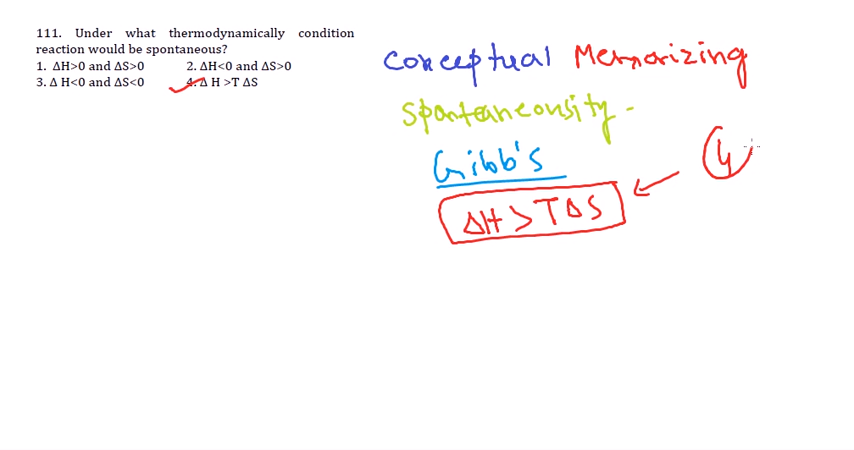 111. Under what thermodynamically condition
reaction would be spontaneous?
1. ΔH>0 and ΔS>0 2. ΔH<0 and ΔS>0
3. Δ H<0 and ΔS<0 4. Δ H >T ΔS
Conceptual Memorizing
Spontaneousity -
Gibb's
ΔH > TΔS
4